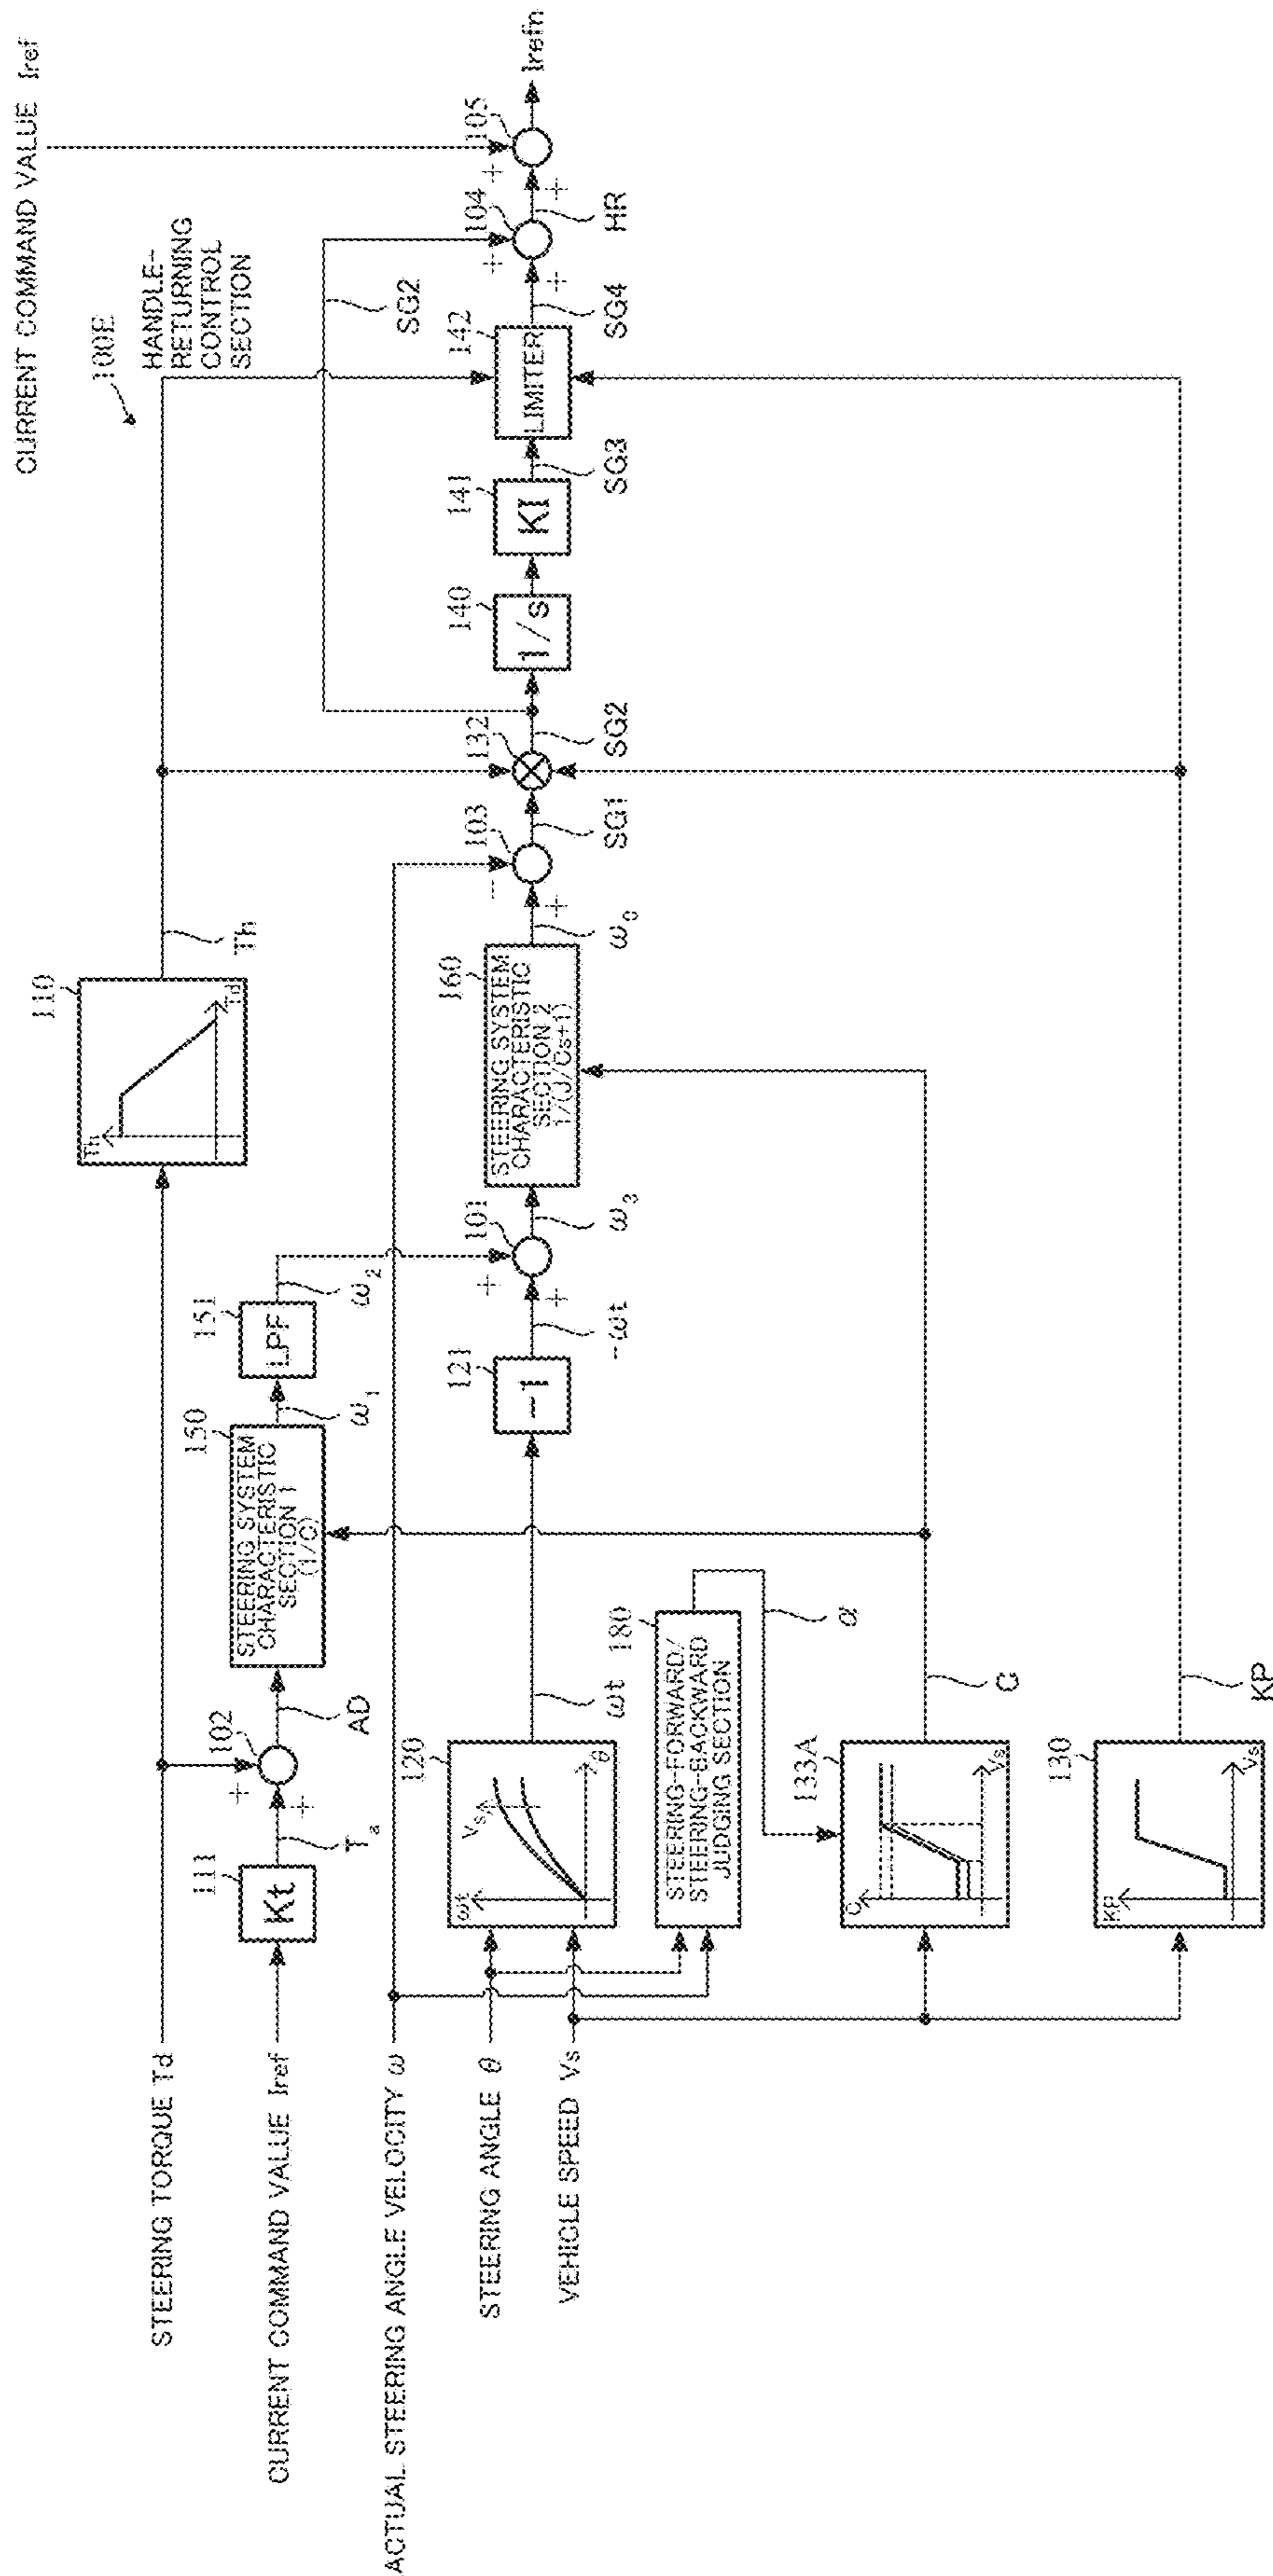 CURRENT COMMAND VALUE Iref
100E
HANDLE-
RETURNING
CONTROL
SECTION
STEERING TORQUE Td
CURRENT COMMAND VALUE Iref
ACTUAL STEERING ANGLE VELOCITY ω
STEERING ANGLE θ
VEHICLE SPEED Vs
111
Kt
Ta
102
+
+
AD
150
STEERING SYSTEM
CHARACTERISTIC
SECTION 1
(1/C)
ω1
151
LPF
ω2
110
Th
Td
Th
120
ωt
Vs
θ
ωt
121
-1
-ωt
101
+
+
ω3
160
STEERING SYSTEM
CHARACTERISTIC
SECTION 2
1/(J/Cs+1)
ω0
103
-
+
SG1
132
SG2
SG2
140
1/s
141
KI
SG3
142
LIMITER
SG4
104
+
+
HR
105
+
+
Irefn
180
STEERING-FORWARD/
STEERING-BACKWARD
JUDGING SECTION
α
133A
C
Vs
C
130
KP
Vs
KP